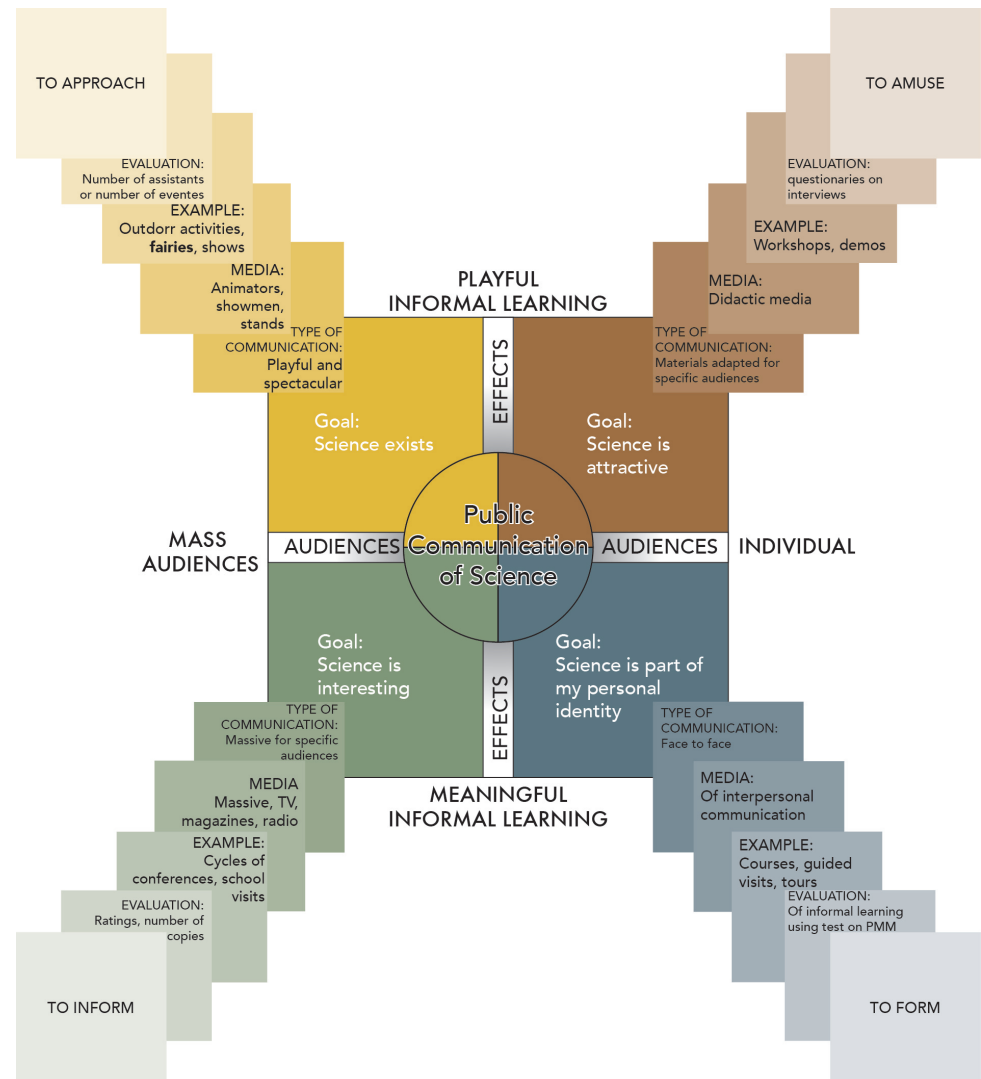 TO APPROACH
EVALUATION:
Number of assistants
or number of eventes
EXAMPLE:
Outdorr activities,
fairies, shows
MEDIA:
Animators,
showmen,
stands
TYPE OF
COMMUNICATION:
Playful and
spectacular
TO AMUSE
EVALUATION:
questionaries on
interviews
EXAMPLE:
Workshops, demos
MEDIA:
Didactic media
TYPE OF
COMMUNICATION:
Materials adapted for
specific audiences
PLAYFUL
INFORMAL LEARNING
EFFECTS
Goal:
Science exists
Goal:
Science is
attractive
MASS
AUDIENCES
AUDIENCES
Public
Communication
of Science
AUDIENCES
INDIVIDUAL
Goal:
Science is
interesting
Goal:
Science is part of
my personal
identity
EFFECTS
MEANINGFUL
INFORMAL LEARNING
TYPE OF
COMMUNICATION:
Massive for specific
audiences
MEDIA
Massive, TV,
magazines, radio
EXAMPLE:
Cycles of
conferences, school
visits
EVALUATION:
Ratings, number of
copies
TO INFORM
TYPE OF
COMMUNICATION:
Face to face
MEDIA:
Of interpersonal
communication
EXAMPLE:
Courses, guided
visits, tours
EVALUATION:
Of informal learning
using test on PMM
TO FORM